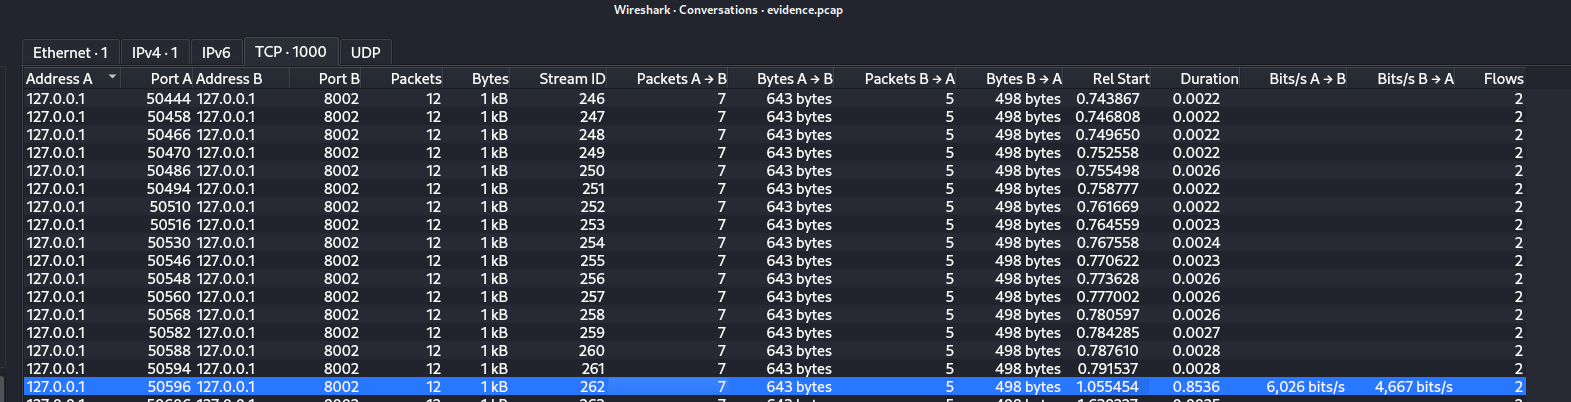 Wireshark · Conversations · evidence.pcap
Ethernet · 1 IPv4 · 1 IPv6 TCP · 1000 UDP
Address A Port A Address B Port B Packets Bytes Stream ID Packets A → B Bytes A → B Packets B → A Bytes B → A Rel Start Duration Bits/s A → B Bits/s B → A Flows
127.0.0.1 50444 127.0.0.1 8002 12 1 kB 246 7 643 bytes 5 498 bytes 0.743867 0.0022 2
127.0.0.1 50458 127.0.0.1 8002 12 1 kB 247 7 643 bytes 5 498 bytes 0.746808 0.0022 2
127.0.0.1 50466 127.0.0.1 8002 12 1 kB 248 7 643 bytes 5 498 bytes 0.749650 0.0022 2
127.0.0.1 50470 127.0.0.1 8002 12 1 kB 249 7 643 bytes 5 498 bytes 0.752558 0.0022 2
127.0.0.1 50486 127.0.0.1 8002 12 1 kB 250 7 643 bytes 5 498 bytes 0.755498 0.0026 2
127.0.0.1 50494 127.0.0.1 8002 12 1 kB 251 7 643 bytes 5 498 bytes 0.758777 0.0022 2
127.0.0.1 50510 127.0.0.1 8002 12 1 kB 252 7 643 bytes 5 498 bytes 0.761669 0.0022 2
127.0.0.1 50516 127.0.0.1 8002 12 1 kB 253 7 643 bytes 5 498 bytes 0.764559 0.0023 2
127.0.0.1 50530 127.0.0.1 8002 12 1 kB 254 7 643 bytes 5 498 bytes 0.767558 0.0024 2
127.0.0.1 50546 127.0.0.1 8002 12 1 kB 255 7 643 bytes 5 498 bytes 0.770622 0.0023 2
127.0.0.1 50548 127.0.0.1 8002 12 1 kB 256 7 643 bytes 5 498 bytes 0.773628 0.0026 2
127.0.0.1 50560 127.0.0.1 8002 12 1 kB 257 7 643 bytes 5 498 bytes 0.777002 0.0026 2
127.0.0.1 50568 127.0.0.1 8002 12 1 kB 258 7 643 bytes 5 498 bytes 0.780597 0.0026 2
127.0.0.1 50582 127.0.0.1 8002 12 1 kB 259 7 643 bytes 5 498 bytes 0.784285 0.0027 2
127.0.0.1 50588 127.0.0.1 8002 12 1 kB 260 7 643 bytes 5 498 bytes 0.787610 0.0028 2
127.0.0.1 50594 127.0.0.1 8002 12 1 kB 261 7 643 bytes 5 498 bytes 0.791537 0.0028 2
127.0.0.1 50596 127.0.0.1 8002 12 1 kB 262 7 643 bytes 5 498 bytes 1.055454 0.8536 6,026 bits/s 4,667 bits/s 2